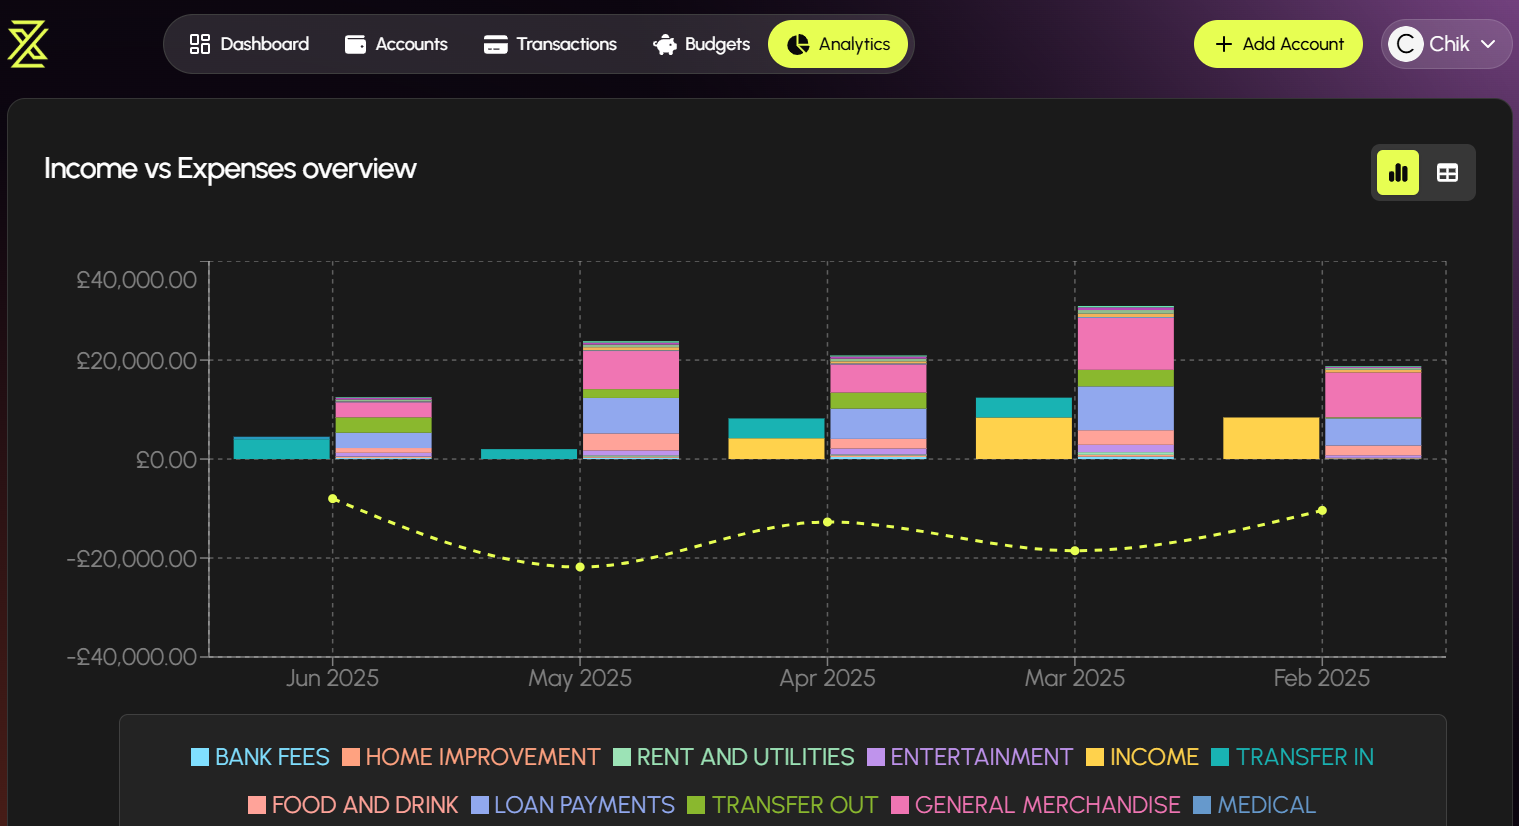 Dashboard Accounts Transactions Budgets Analytics Add Account C Chik
Income vs Expenses overview
£40,000.00
£20,000.00
£0.00
-£20,000.00
-£40,000.00
Jun 2025 May 2025 Apr 2025 Mar 2025 Feb 2025
BANK FEES HOME IMPROVEMENT RENT AND UTILITIES ENTERTAINMENT INCOME TRANSFER IN
FOOD AND DRINK LOAN PAYMENTS TRANSFER OUT GENERAL MERCHANDISE MEDICAL